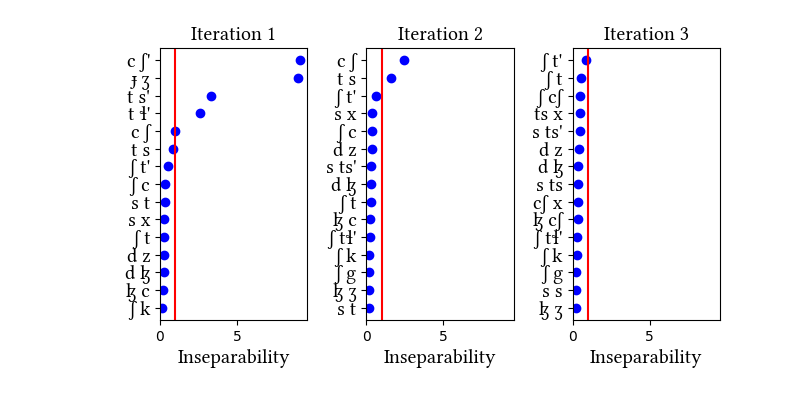 Iteration 1
c ʃ'
ɟ ʒ
t s'
t ɬ'
c ʃ
t s
ʃ t'
ʃ c
s t
s x
ʃ t
d z
d ɮ
ɮ c
ʃ k
0 5
Inseparability
Iteration 2
c ʃ
t s
ʃ t'
s x
ʃ c
d z
s ts'
d ɮ
ʃ t
ɮ c
ʃ tɬ'
ʃ k
ʃ g
ɮ ʒ
s t
0 5
Inseparability
Iteration 3
ʃ t'
ʃ t
ʃ cʃ
ts x
s ts'
d z
d ɮ
s ts
cʃ x
ɮ cʃ
ʃ tɬ'
ʃ k
ʃ g
s s
ɮ ʒ
0 5
Inseparability